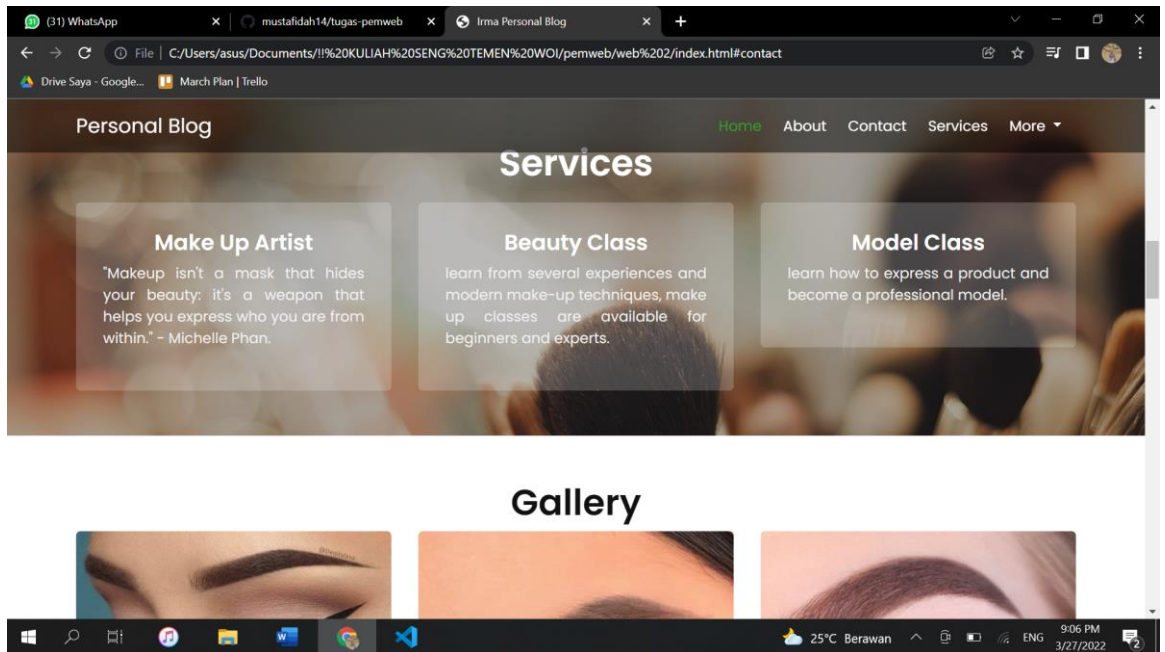 (31) WhatsApp
mustafidah14/tugas-pemweb
Irma Personal Blog
File
C:/Users/asus/Documents/!!%20KULIAH%20SENG%20TEMEN%20WOI/pemweb/web%202/index.html#contact
Drive Saya - Google...
March Plan | Trello
Personal Blog
Home
About
Contact
Services
More
Services
Make Up Artist
"Makeup isn't a mask that hides
your beauty: it's a weapon that
helps you express who you are from
within." - Michelle Phan.
Beauty Class
learn from several experiences and
modern make-up techniques, make
up classes are available for
beginners and experts.
Model Class
learn how to express a product and
become a professional model.
Gallery
25°C Berawan
ENG
9:06 PM
3/27/2022
2